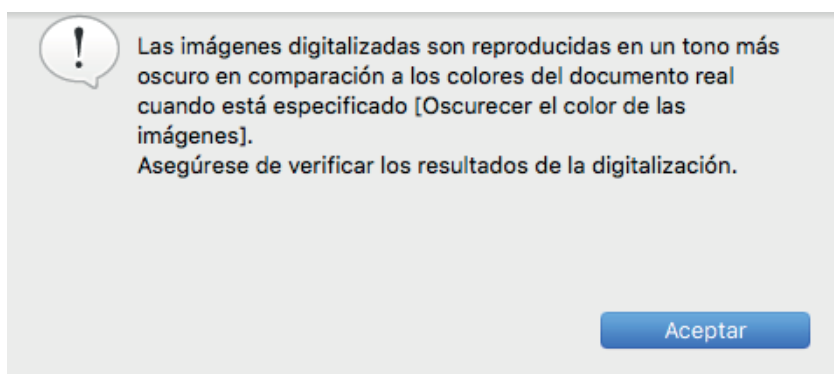 Las imágenes digitalizadas son reproducidas en un tono más
oscuro en comparación a los colores del documento real
cuando está especificado [Oscurecer el color de las
imágenes].
Asegúrese de verificar los resultados de la digitalización.
Aceptar